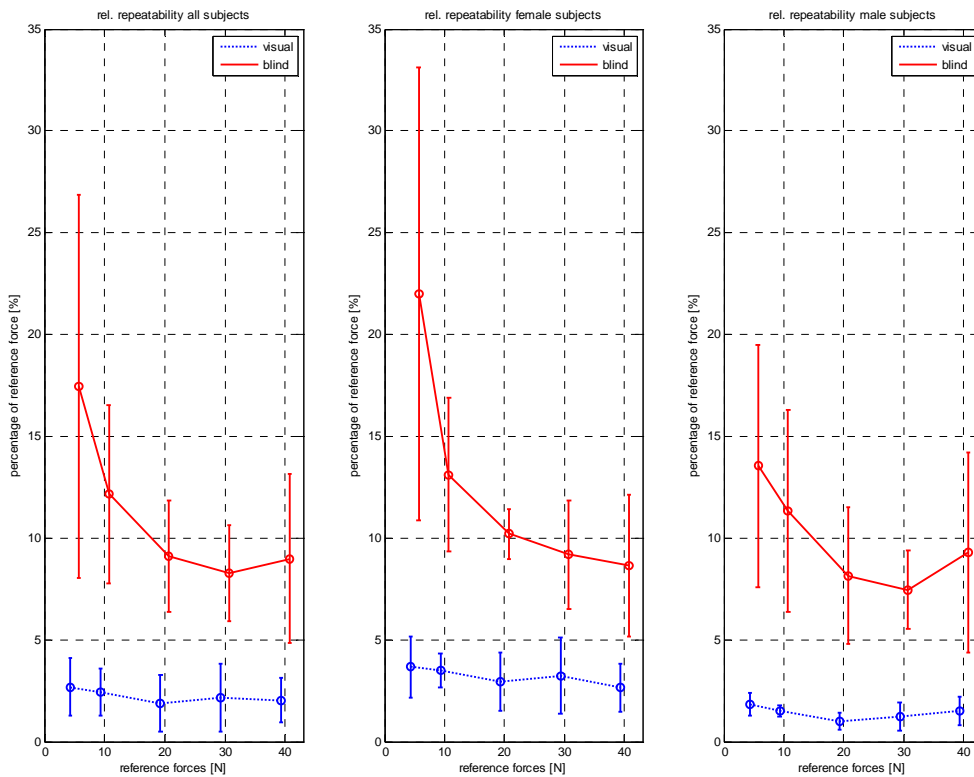 rel. repeatability all subjects
35
30
25
20
15
10
5
0
percentage of reference force [%]
visual
blind
0 10 20 30 40
reference forces [N]
rel. repeatability female subjects
35
30
25
20
15
10
5
0
percentage of reference force [%]
visual
blind
0 10 20 30 40
reference forces [N]
rel. repeatability male subjects
35
30
25
20
15
10
5
0
percentage of reference force [%]
visual
blind
0 10 20 30 40
reference forces [N]